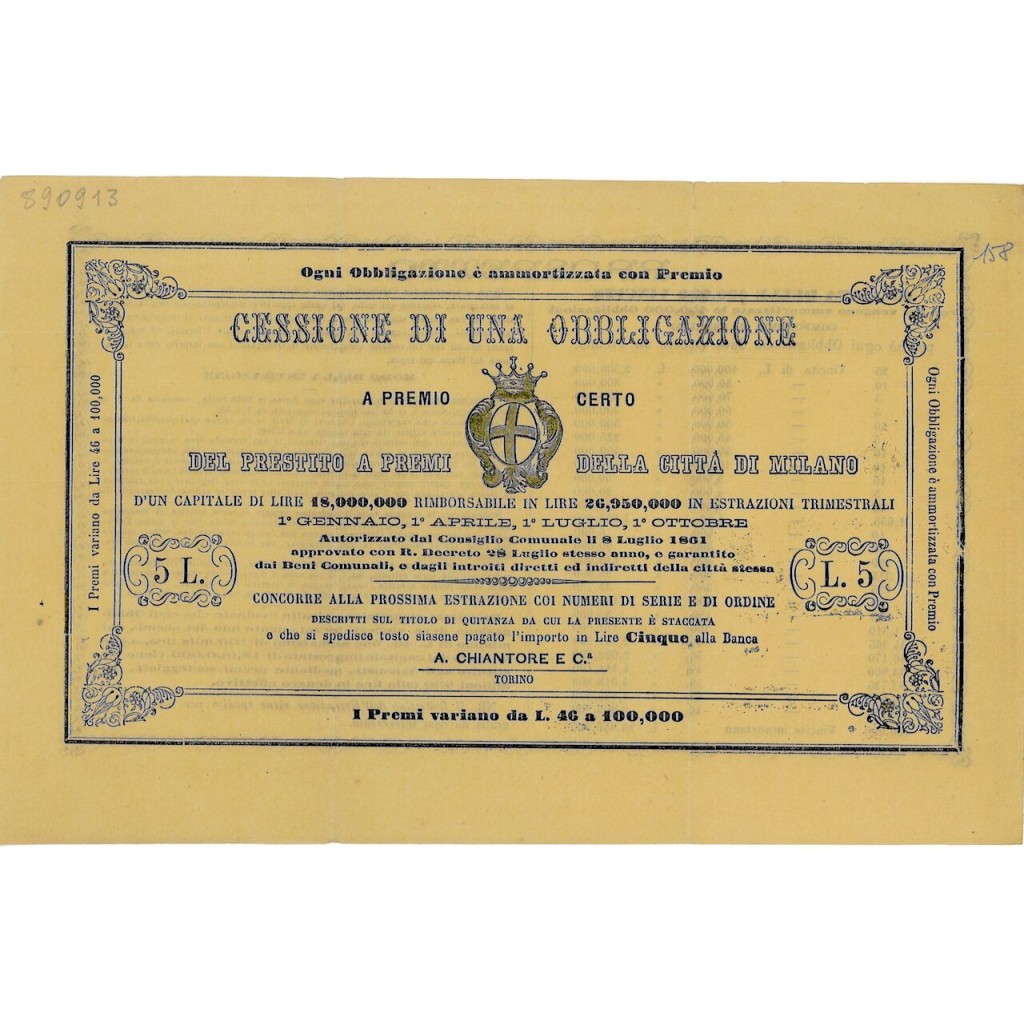 890913
158
Ogni Obbligazione è ammortizzata con Premio
CESSIONE DI UNA OBBLIGAZIONE
A PREMIO CERTO
DEL PRESTITO A PREMI DELLA CITTÀ DI MILANO
D'UN CAPITALE DI LIRE 18,000,000 RIMBORSABILE IN LIRE 26,950,000 IN ESTRAZIONI TRIMESTRALI
1° GENNAIO, 1° APRILE, 1° LUGLIO, 1° OTTOBRE
Autorizzato dal Consiglio Comunale li 8 Luglio 1861
approvato con R. Decreto 28 Luglio stesso anno, e garantito
dai Beni Comunali, e dagli introiti diretti ed indiretti della città stessa
5 L.
L. 5
CONCORRE ALLA PROSSIMA ESTRAZIONE COI NUMERI DI SERIE E DI ORDINE
DESCRITTI SUL TITOLO DI QUITANZA DA CUI LA PRESENTE È STACCATA
e che si spedisce tosto siasene pagato l'importo in Lire Cinque alla Banca
A. CHIANTORE E C.a
TORINO
I Premi variano da L. 46 a 100,000
I Premi variano da Lire 46 a 100,000
Ogni Obbligazione è ammortizzata con Premio